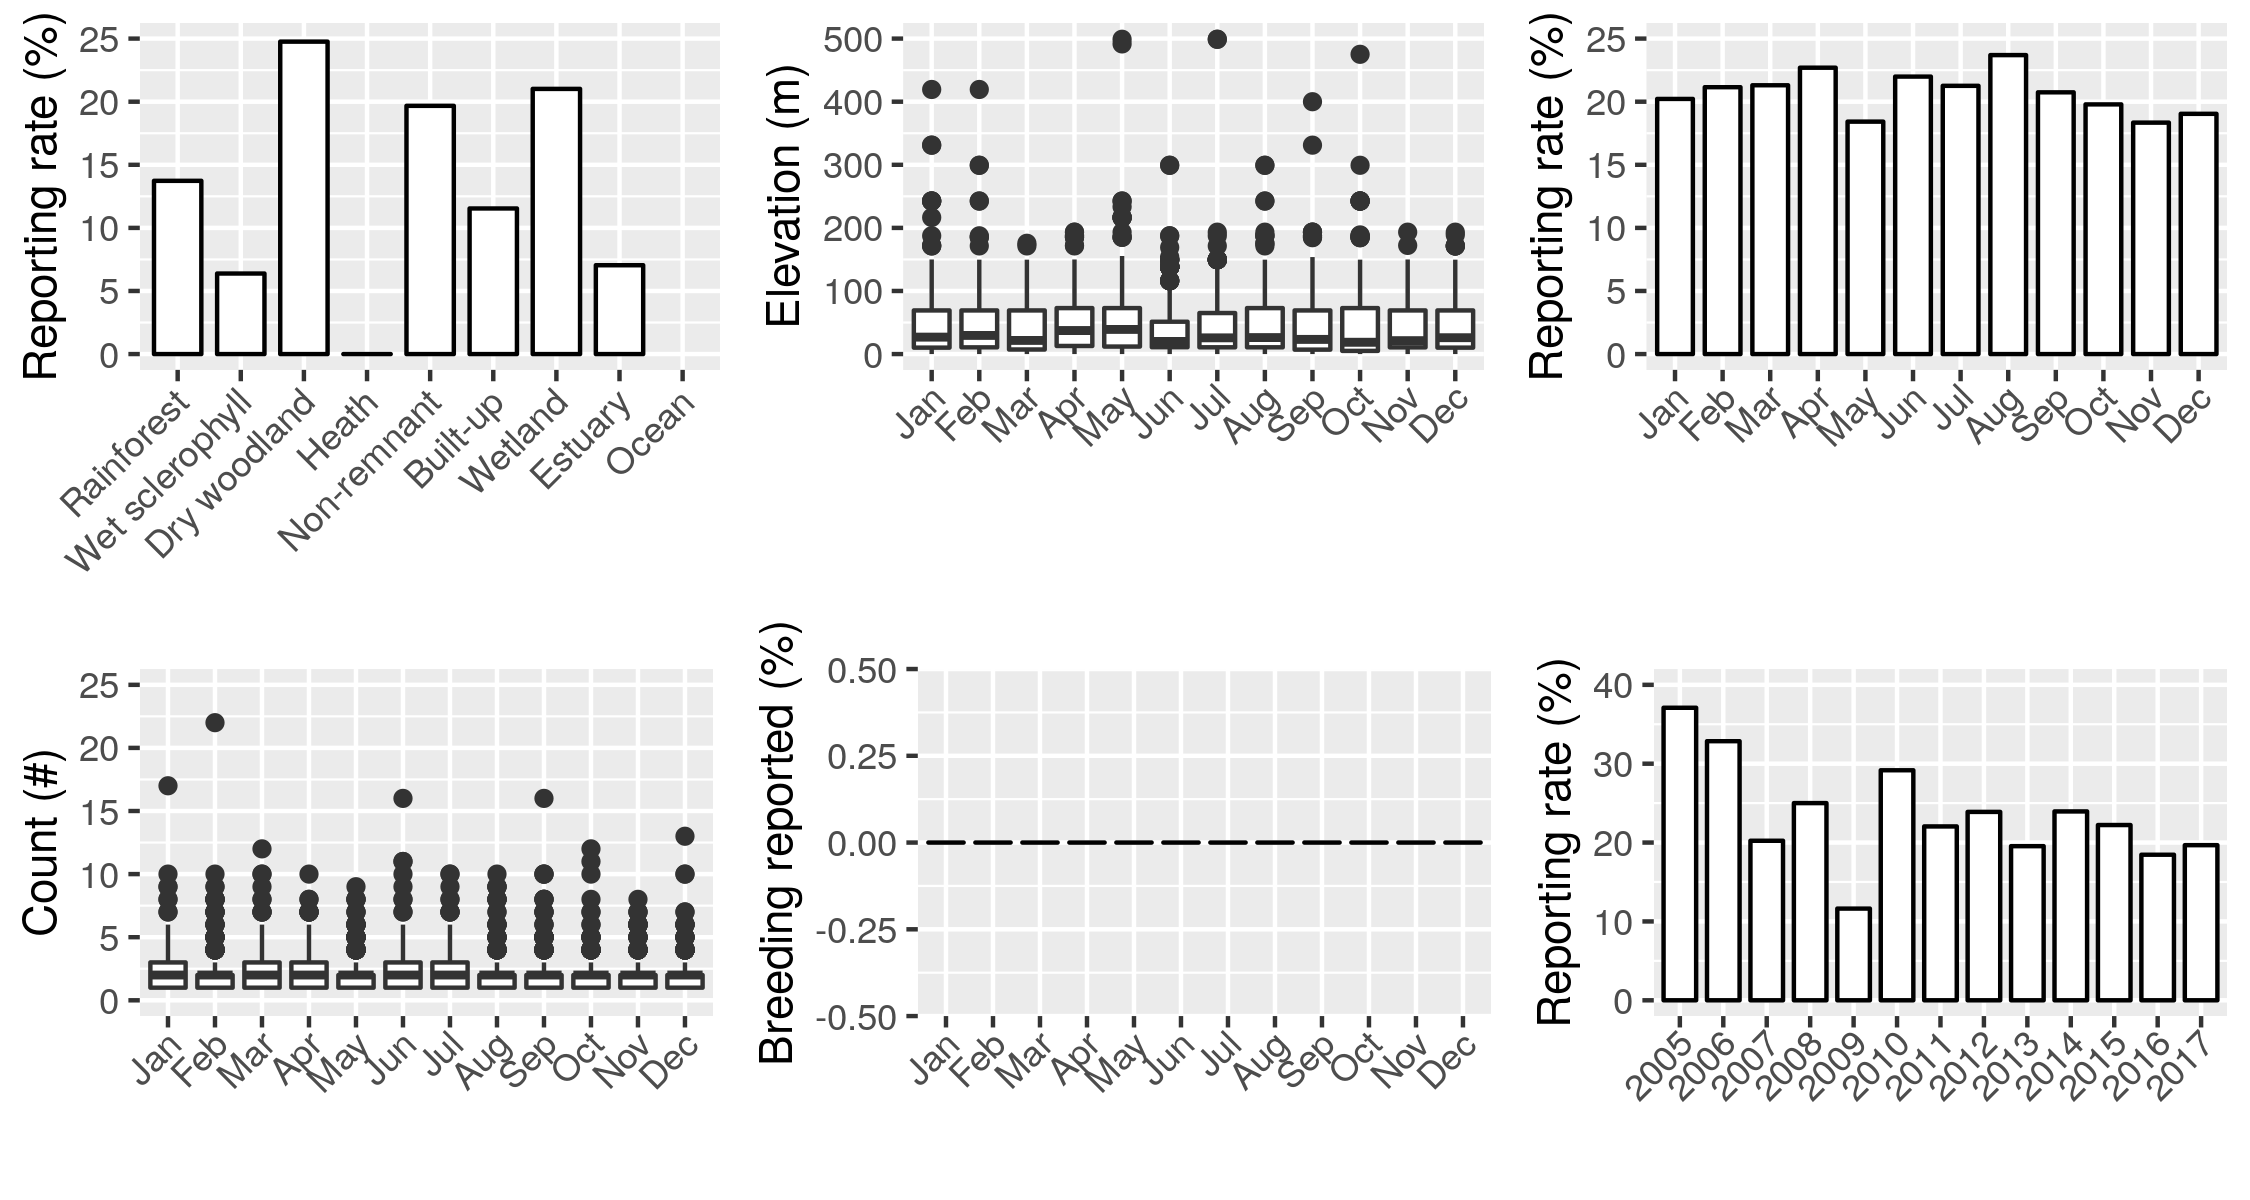 Reporting rate (%)
25
20
15
10
5
0
Rainforest
Wet sclerophyll
Dry woodland
Heath
Non-remnant
Built-up
Wetland
Estuary
Ocean
Elevation (m)
500
400
300
200
100
0
Jan Feb Mar Apr May Jun Jul Aug Sep Oct Nov Dec
Reporting rate (%)
25
20
15
10
5
0
Jan Feb Mar Apr May Jun Jul Aug Sep Oct Nov Dec
Count (#)
25
20
15
10
5
0
Jan Feb Mar Apr May Jun Jul Aug Sep Oct Nov Dec
Breeding reported (%)
0.50
0.25
0.00
-0.25
-0.50
Jan Feb Mar Apr May Jun Jul Aug Sep Oct Nov Dec
Reporting rate (%)
40
30
20
10
0
2005 2006 2007 2008 2009 2010 2011 2012 2013 2014 2015 2016 2017